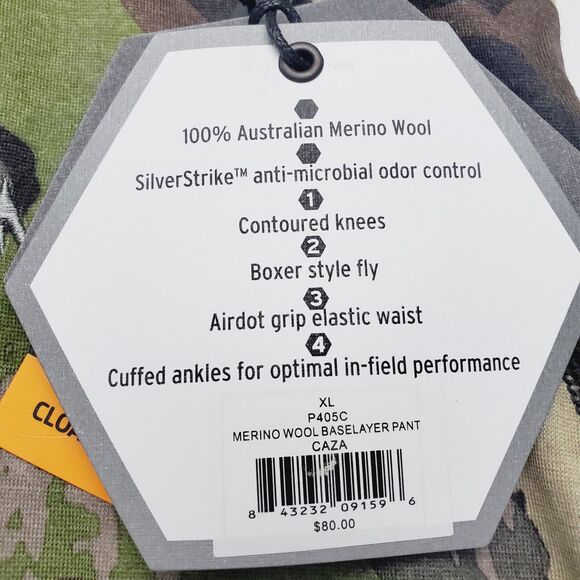 100% Australian Merino Wool
SilverStrike™ anti-microbial odor control
1
Contoured knees
2
Boxer style fly
3
Airdot grip elastic waist
4
Cuffed ankles for optimal in-field performance
XL
P405C
MERINO WOOL BASELAYER PANT
CAZA
8 43232 09159 6
$80.00